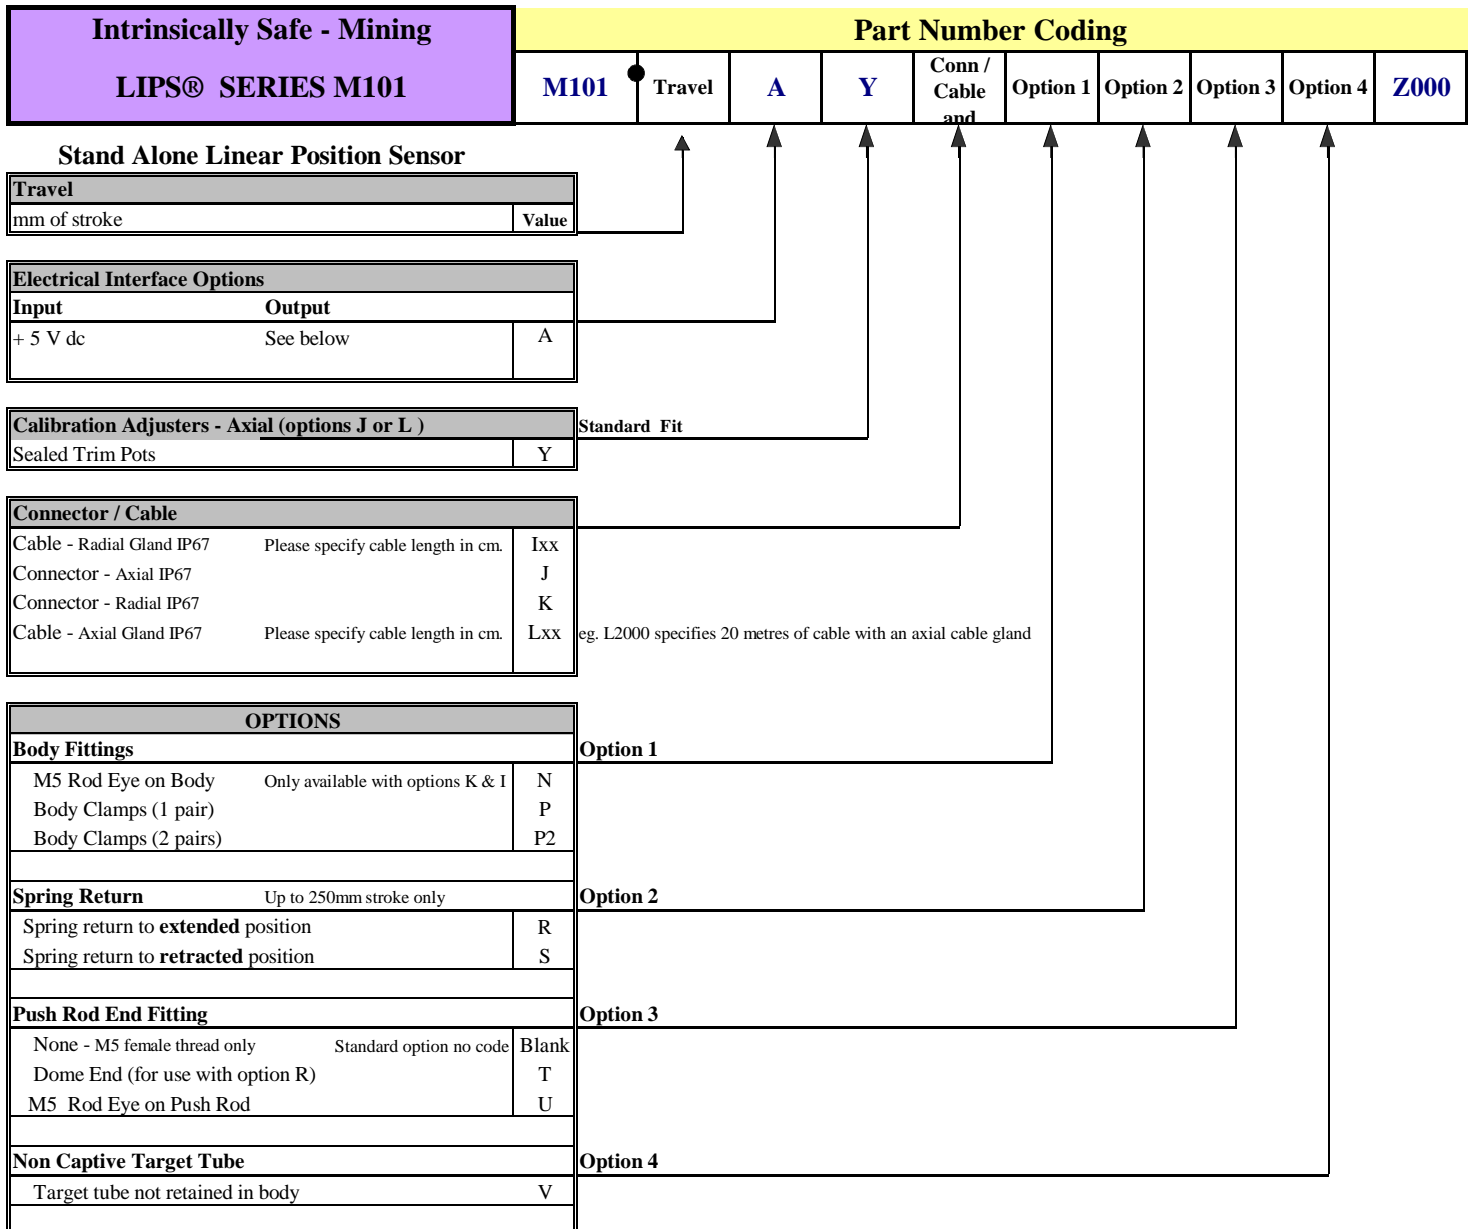 Intrinsically Safe - Mining
Part Number Coding
LIPS® SERIES M101
M101 Travel A Y Conn / Cable and Option 1 Option 2 Option 3 Option 4 Z000
Stand Alone Linear Position Sensor
Travel
mm of stroke Value
Electrical Interface Options
Input Output
+ 5 V dc See below A
Calibration Adjusters - Axial (options J or L ) Standard Fit
Sealed Trim Pots Y
Connector / Cable
Cable - Radial Gland IP67 Please specify cable length in cm. Ixx
Connector - Axial IP67 J
Connector - Radial IP67 K
Cable - Axial Gland IP67 Please specify cable length in cm. Lxx eg. L2000 specifies 20 metres of cable with an axial cable gland
OPTIONS
Body Fittings Option 1
M5 Rod Eye on Body Only available with options K & I N
Body Clamps (1 pair) P
Body Clamps (2 pairs) P2
Spring Return Up to 250mm stroke only Option 2
Spring return to extended position R
Spring return to retracted position S
Push Rod End Fitting Option 3
None - M5 female thread only Standard option no code Blank
Dome End (for use with option R) T
M5 Rod Eye on Push Rod U
Non Captive Target Tube Option 4
Target tube not retained in body V